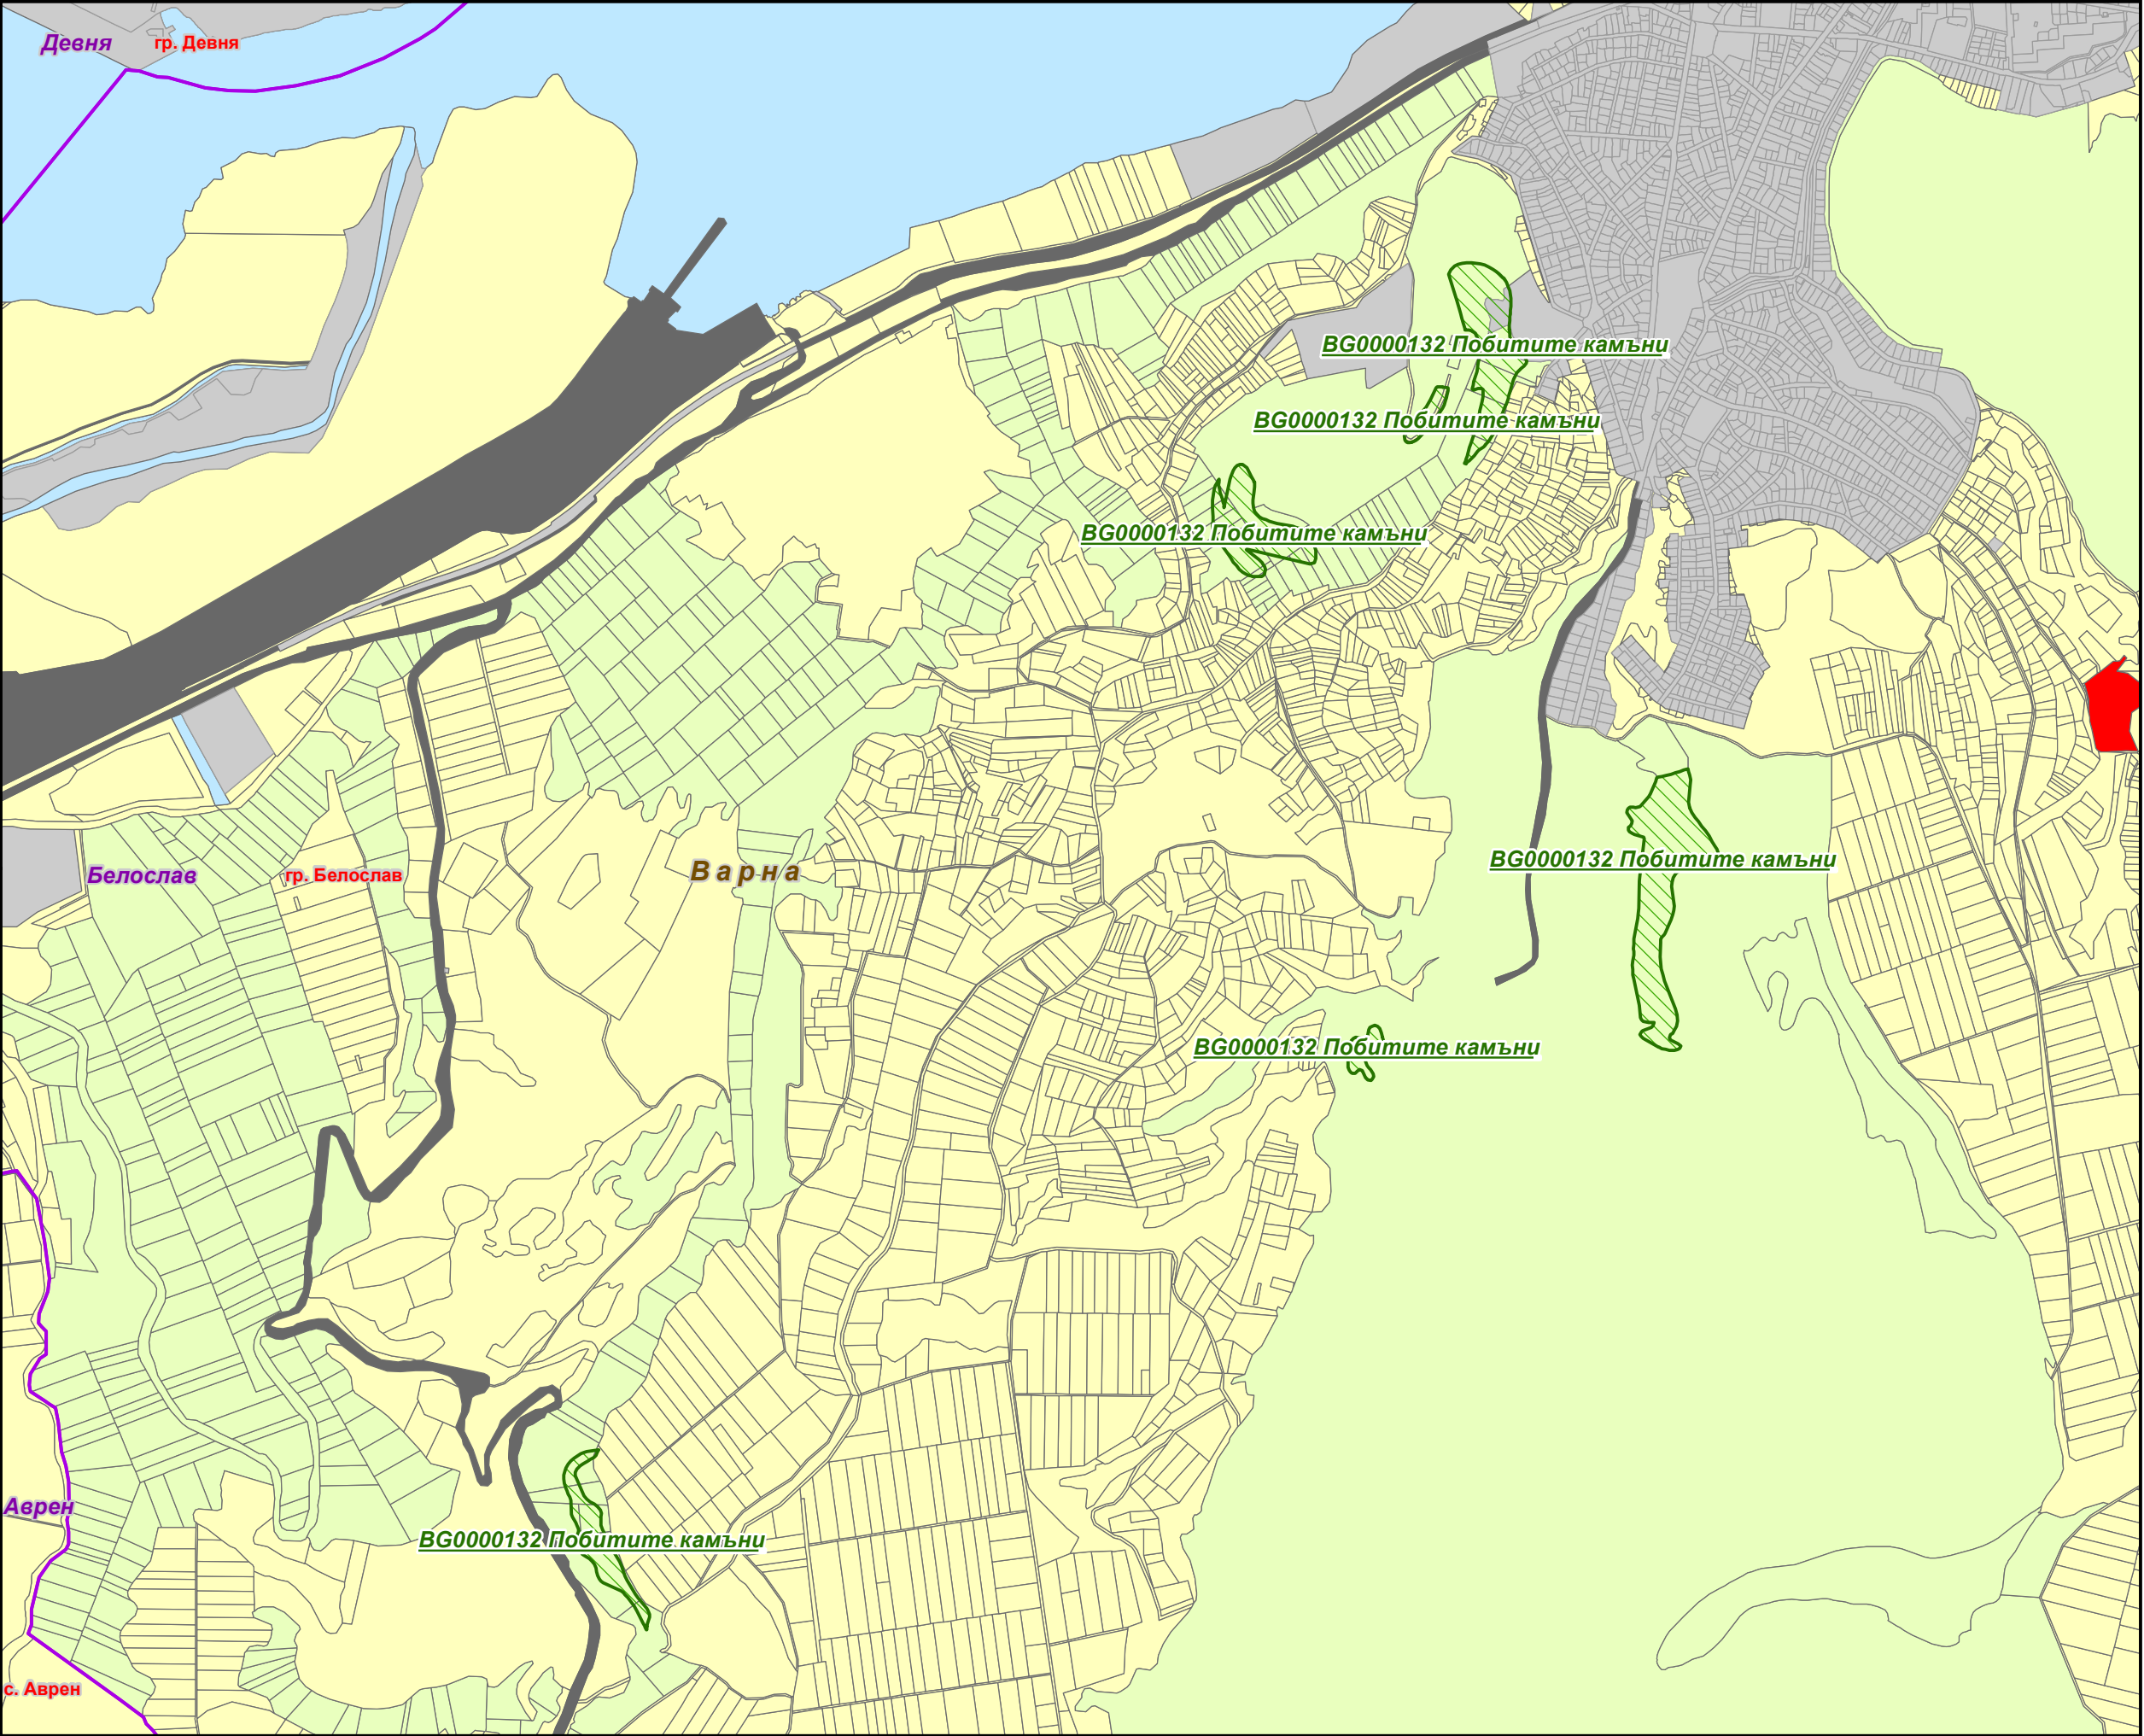 Девня
гр. Девня
BG0000132 Побитите камъни
BG0000132 Побитите камъни
BG0000132 Побитите камъни
BG0000132 Побитите камъни
Варна
Белослав
гр. Белослав
BG0000132 Побитите камъни
Аврен
BG0000132 Побитите камъни
с. Аврен